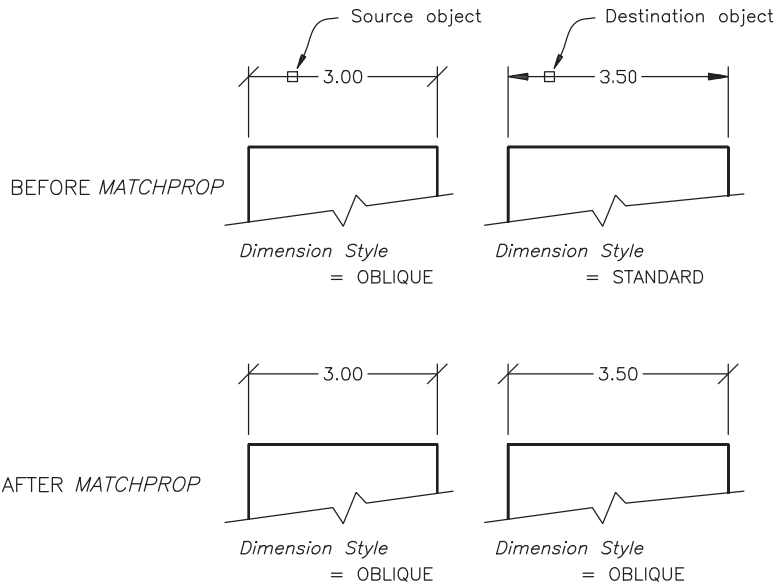 Source object
Destination object
3.00
3.50
BEFORE MATCHPROP
Dimension Style
= OBLIQUE
Dimension Style
= STANDARD
3.00
3.50
AFTER MATCHPROP
Dimension Style
= OBLIQUE
Dimension Style
= OBLIQUE